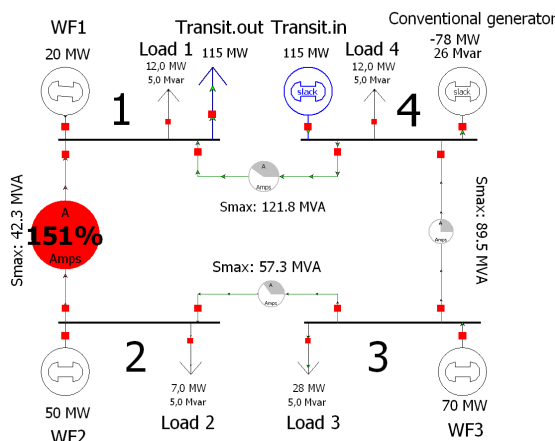 WF1
20 MW
Transit.out
115 MW
Load 1
12,0 MW
5,0 Mvar
Transit.in
115 MW
slack
Load 4
12,0 MW
5,0 Mvar
Conventional generator
-78 MW
26 Mvar
slack
1
4
A
Amps
Smax: 121.8 MVA
Smax: 42.3 MVA
A
151%
Amps
A
Amps
Smax: 89.5 MVA
Smax: 57.3 MVA
A
Amps
2
3
50 MW
WF2
7,0 MW
5,0 Mvar
Load 2
28 MW
5,0 Mvar
Load 3
70 MW
WF3